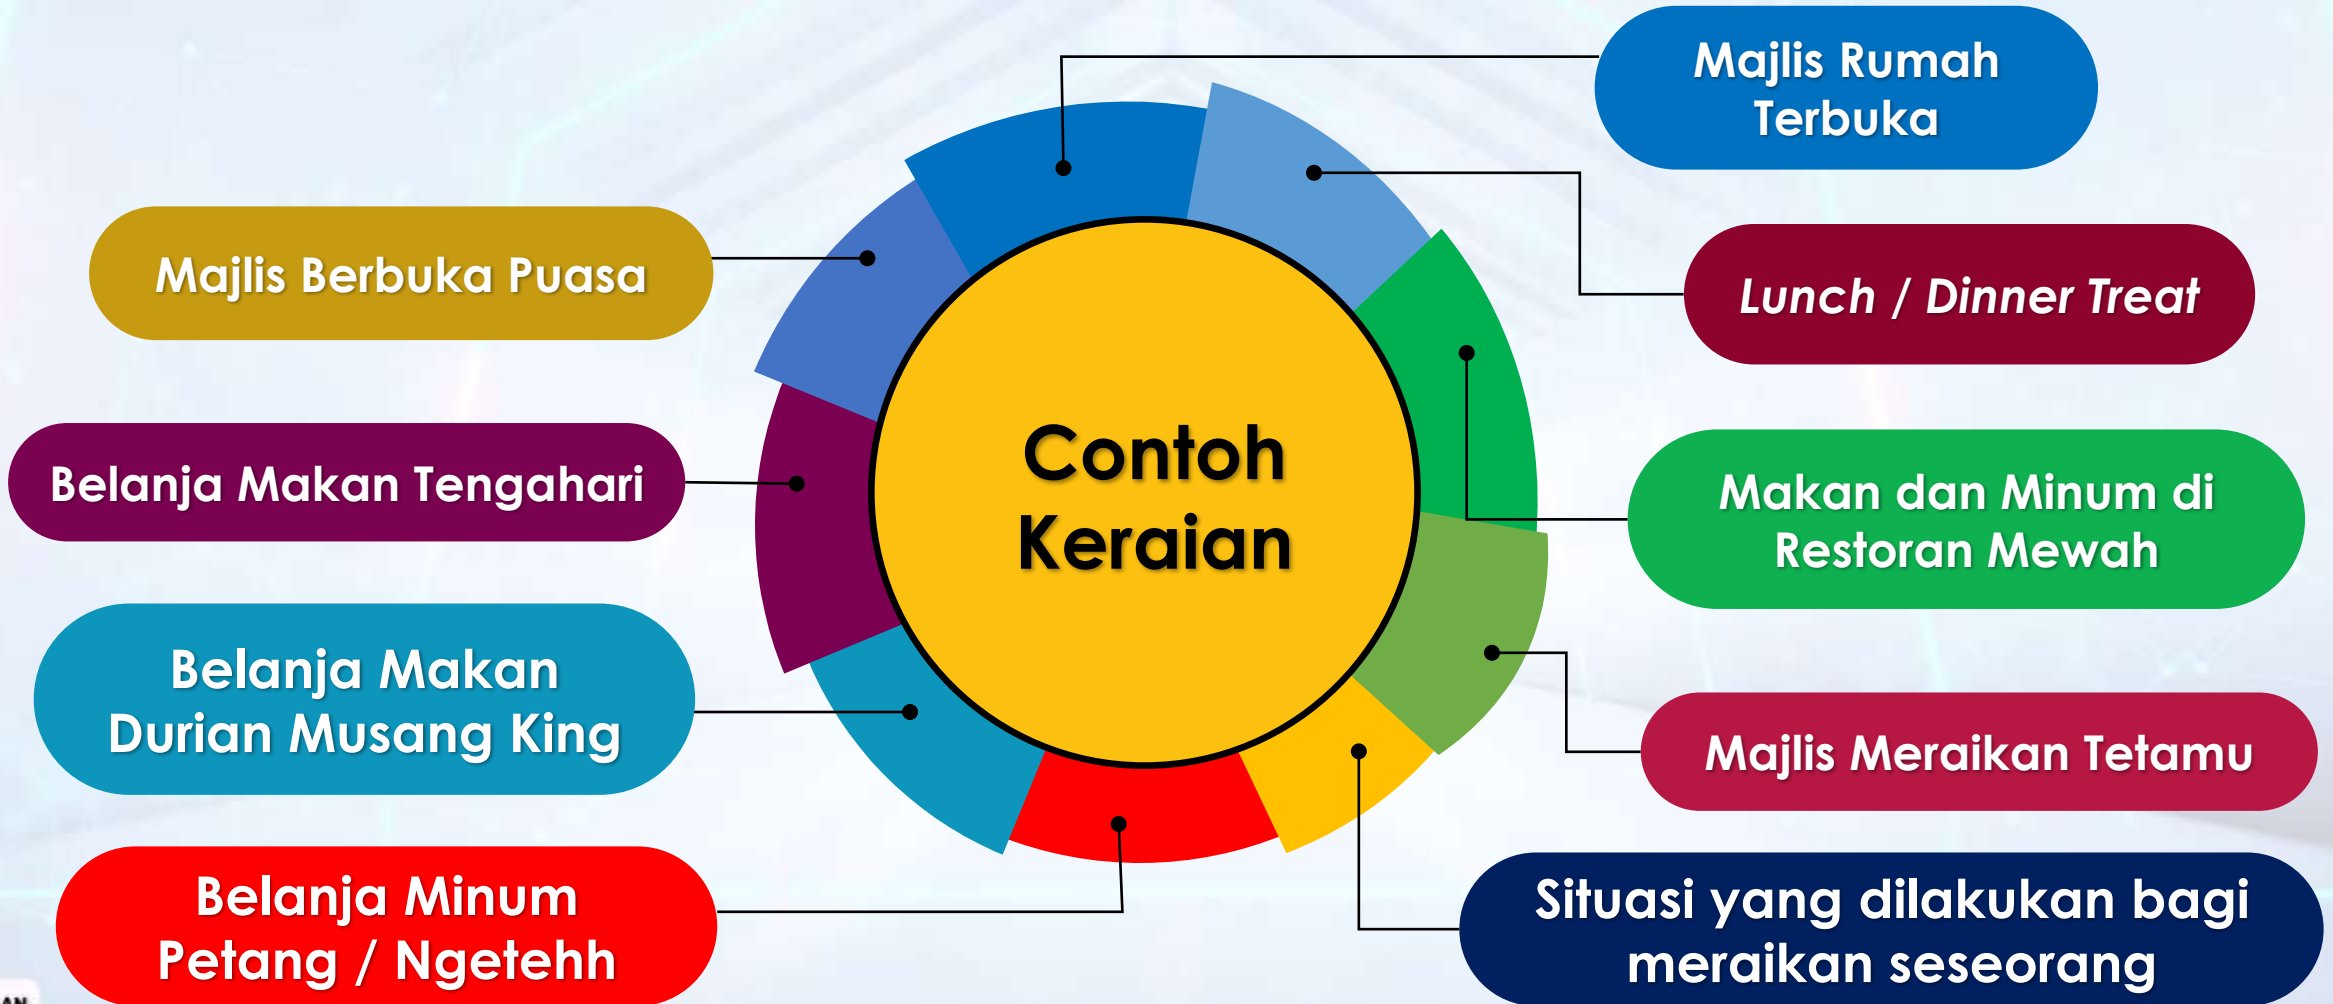 Majlis Rumah
Terbuka
Majlis Berbuka Puasa
Lunch / Dinner Treat
Contoh
Keraian
Belanja Makan Tengahari
Makan dan Minum di
Restoran Mewah
Belanja Makan
Durian Musang King
Majlis Meraikan Tetamu
Belanja Minum
Petang / Ngetehh
Situasi yang dilakukan bagi
meraikan seseorang